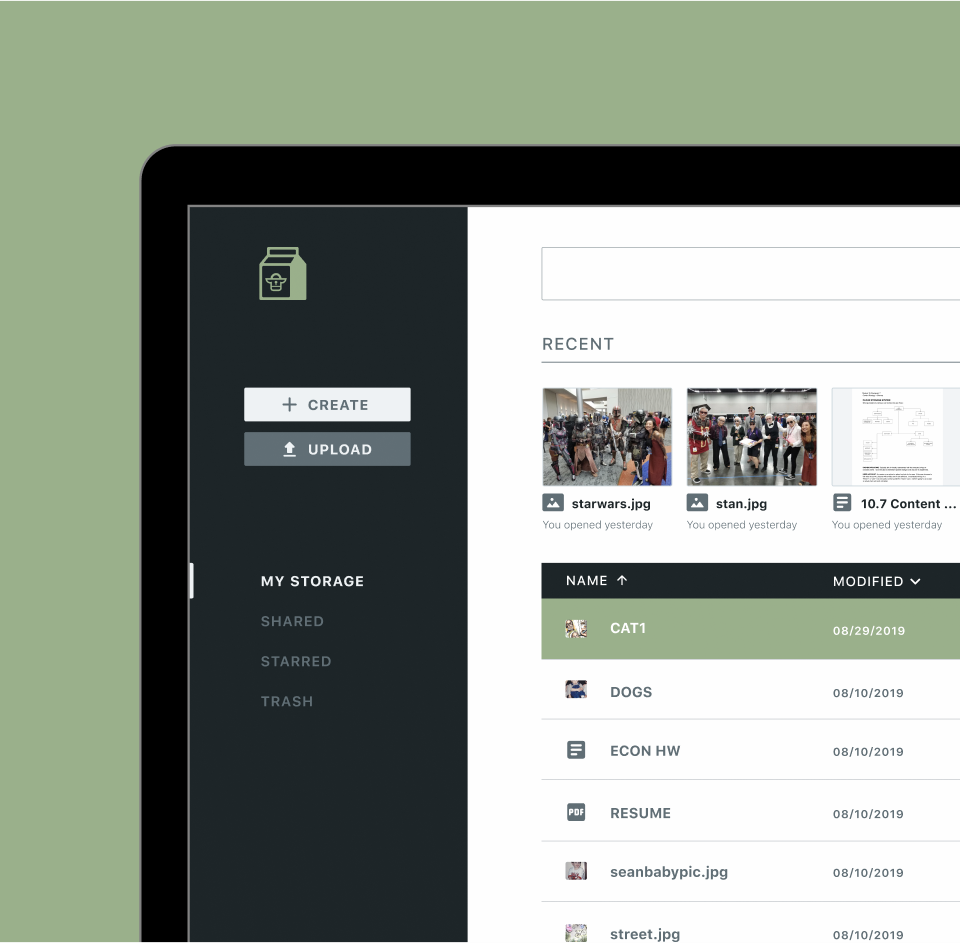 CREATE
UPLOAD
MY STORAGE
SHARED
STARRED
TRASH
RECENT
starwars.jpg
You opened yesterday
stan.jpg
You opened yesterday
10.7 Content ...
You opened yesterday
NAME MODIFIED
CAT1 08/29/2019
DOGS 08/10/2019
ECON HW 08/10/2019
PDF RESUME 08/10/2019
seanbabypic.jpg 08/10/2019
street.jpg 08/10/2019